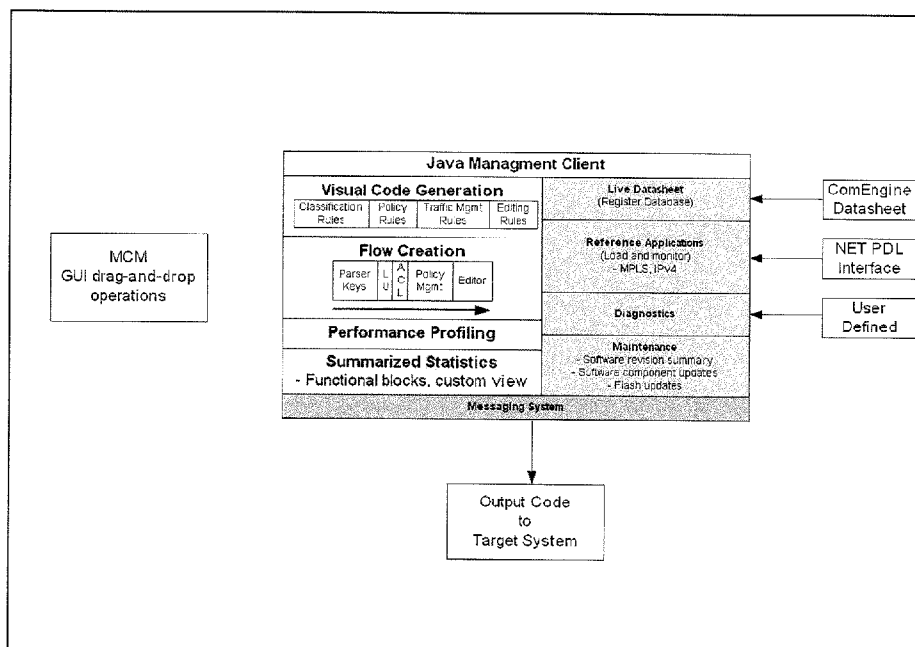 Java Managment Client
Visual Code Generation
Classification Rules
Policy Rules
Traffic Mgmt Rules
Editing Rules
Flow Creation
Parser Keys
L U
A C L
Policy Mgmt
Editor
Performance Profiling
Summarized Statistics
- Functional blocks, custom view
Live Datasheet
(Register Database)
Reference Applications
(Load and monitor)
- MPLS, IPv4
Diagnostics
Maintenance
- Software revision summary
- Software component updates
- Flash updates
Messaging System
MCM
GUI drag-and-drop
operations
ComEngine
Datasheet
NET PDL
Interface
User
Defined
Output Code
to
Target System